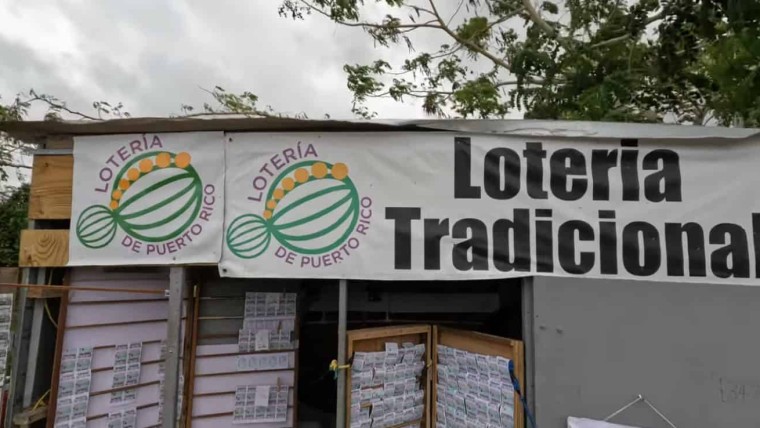 LOTERÍA
DE PUERTO RICO
LOTERÍA
DE PUERTO RICO
Loteria
Tradicional